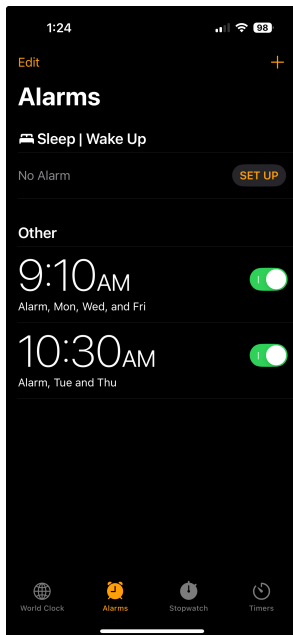 1:24
98
Edit
Alarms
Sleep | Wake Up
No Alarm SET UP
Other
9:10AM
Alarm, Mon, Wed, and Fri
10:30AM
Alarm, Tue and Thu
World Clock Alarms Stopwatch Timers